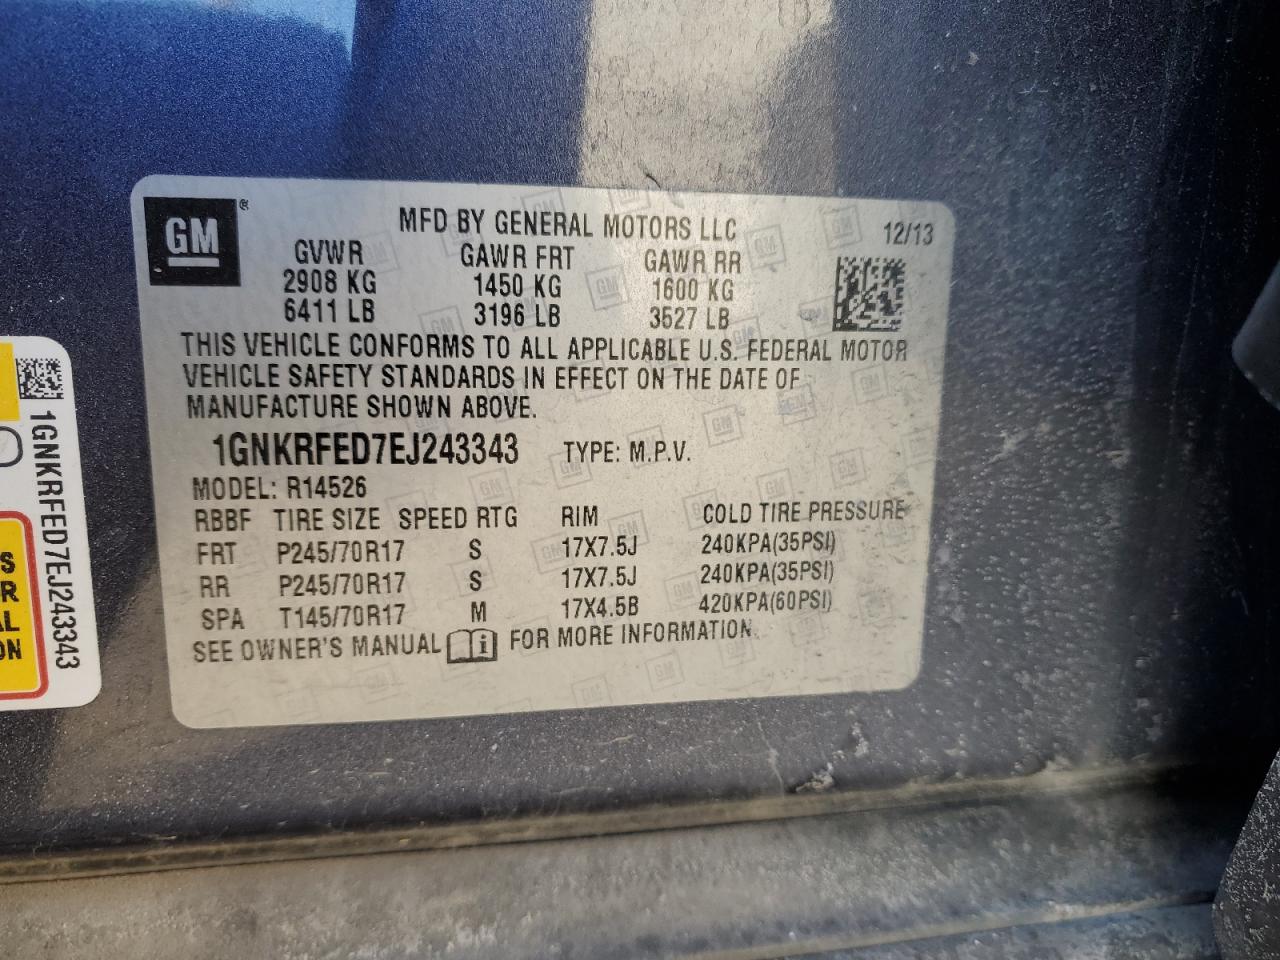 GM®
MFD BY GENERAL MOTORS LLC 12/13
GVWR GAWR FRT GAWR RR
2908 KG 1450 KG 1600 KG
6411 LB 3196 LB 3527 LB
THIS VEHICLE CONFORMS TO ALL APPLICABLE U.S. FEDERAL MOTOR
VEHICLE SAFETY STANDARDS IN EFFECT ON THE DATE OF
MANUFACTURE SHOWN ABOVE.
1GNKRFED7EJ243343 TYPE: M.P.V.
MODEL: R14526
RBBF TIRE SIZE SPEED RTG RIM COLD TIRE PRESSURE
FRT P245/70R17 S 17X7.5J 240KPA(35PSI)
RR P245/70R17 S 17X7.5J 240KPA(35PSI)
SPA T145/70R17 M 17X4.5B 420KPA(60PSI)
SEE OWNER'S MANUAL i FOR MORE INFORMATION.
1GNKRFED7EJ243343